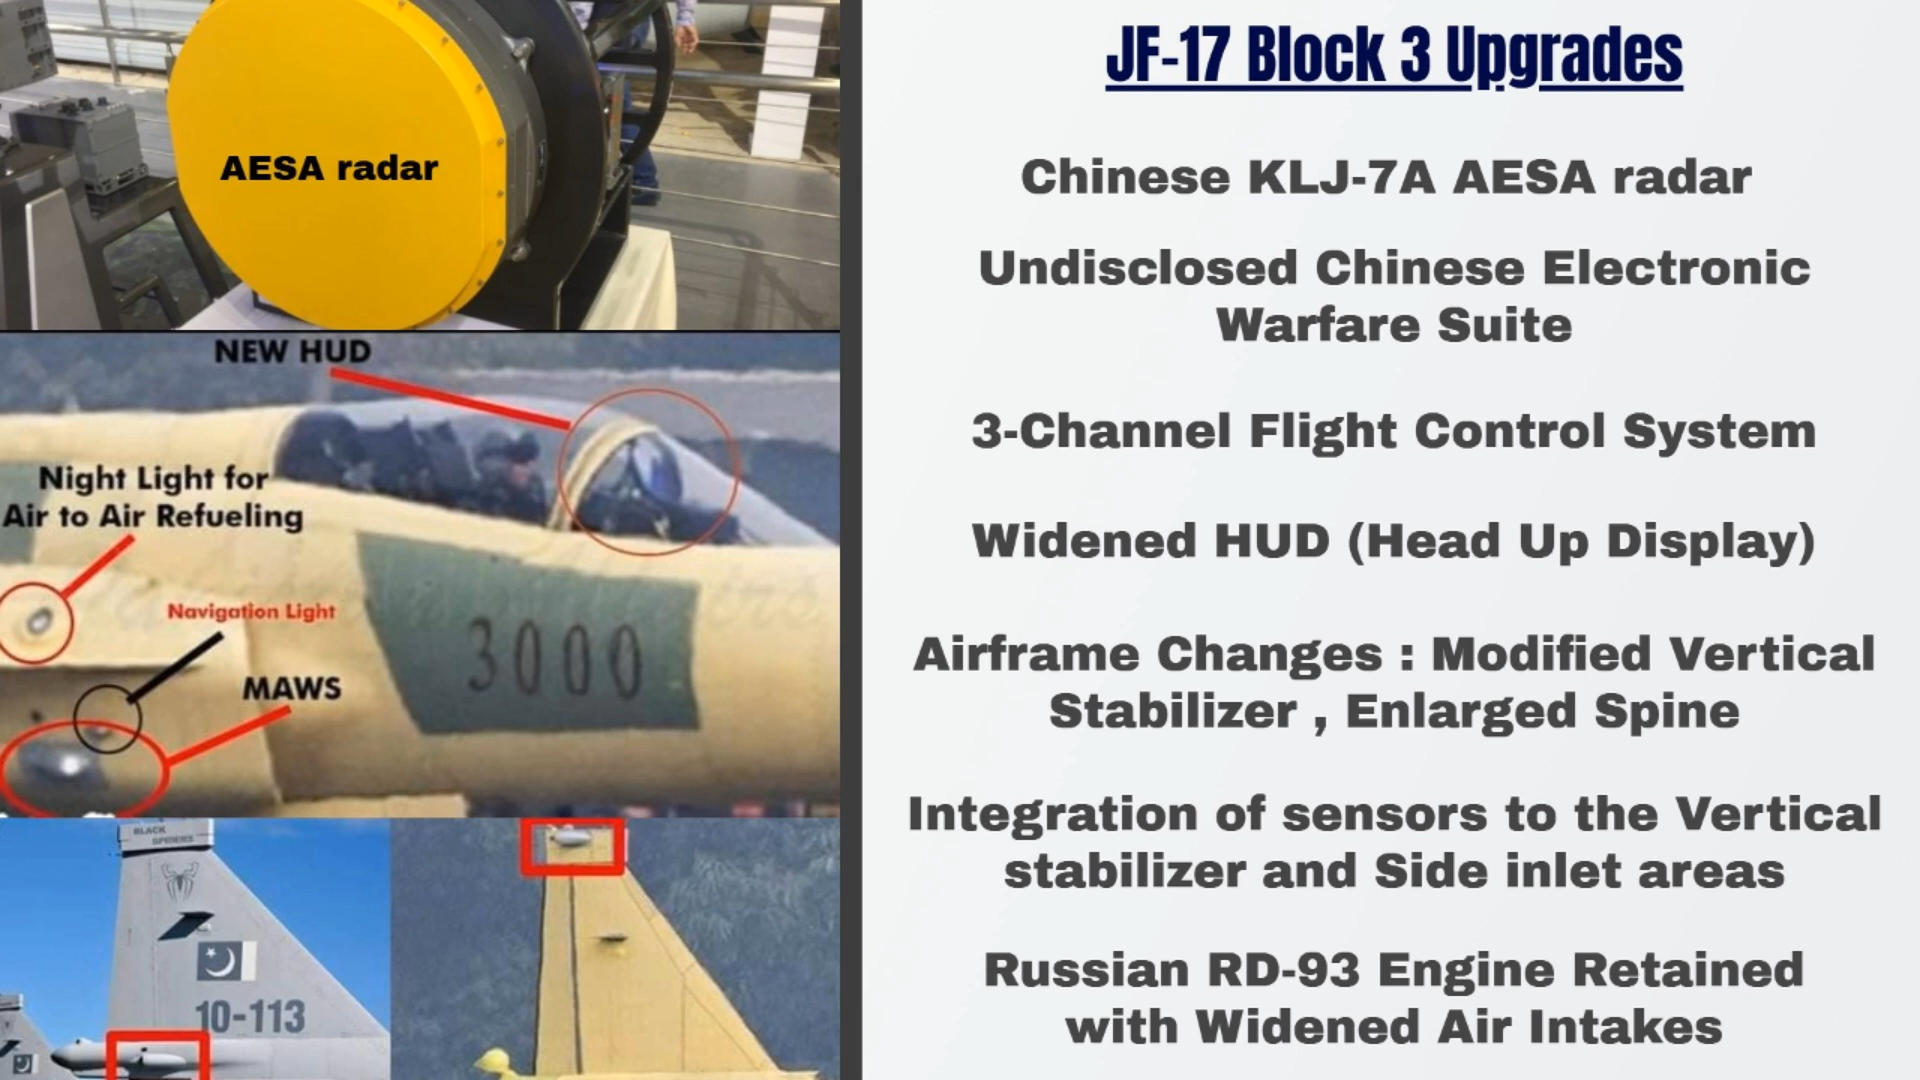 AESA radar
NEW HUD
Night Light for
Air to Air Refueling
Navigation Light
MAWS
3000
BLACK
SPIDERS
10-113
JF-17 Block 3 Upgrades
Chinese KLJ-7A AESA radar
Undisclosed Chinese Electronic
Warfare Suite
3-Channel Flight Control System
Widened HUD (Head Up Display)
Airframe Changes : Modified Vertical
Stabilizer , Enlarged Spine
Integration of sensors to the Vertical
stabilizer and Side inlet areas
Russian RD-93 Engine Retained
with Widened Air Intakes